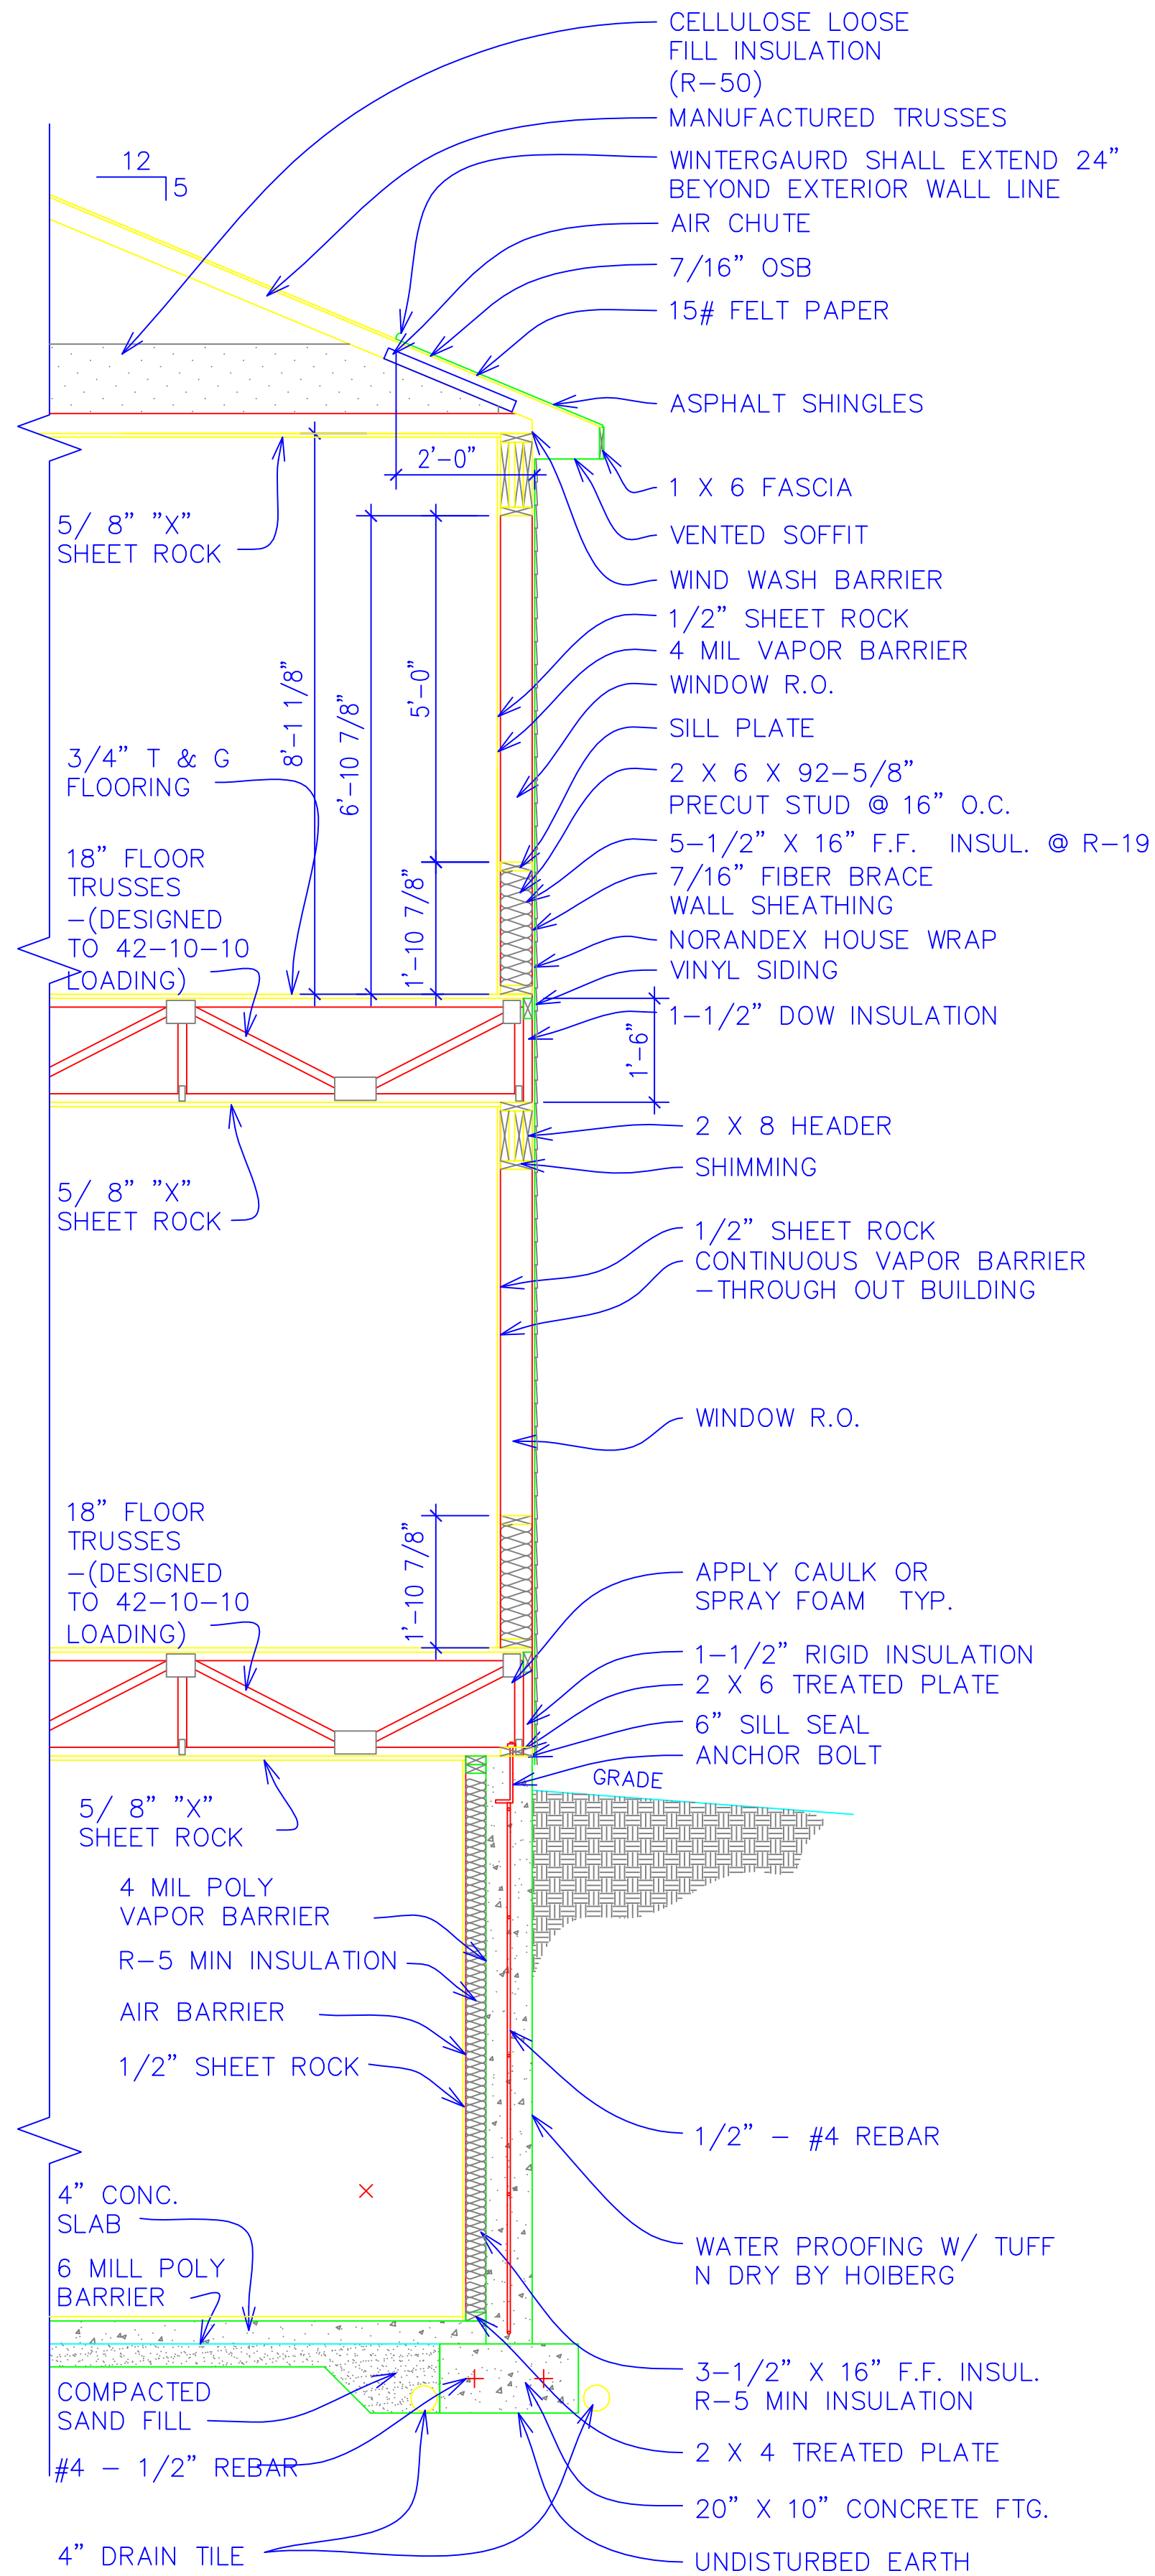 CELLULOSE LOOSE
FILL INSULATION
(R-50)
MANUFACTURED TRUSSES
WINTERGAURD SHALL EXTEND 24"
BEYOND EXTERIOR WALL LINE
AIR CHUTE
7/16" OSB
15# FELT PAPER
ASPHALT SHINGLES
12
5
2'-0"
1 X 6 FASCIA
VENTED SOFFIT
WIND WASH BARRIER
5/ 8" "X"
SHEET ROCK
1/2" SHEET ROCK
4 MIL VAPOR BARRIER
WINDOW R.O.
SILL PLATE
2 X 6 X 92-5/8"
PRECUT STUD @ 16" O.C.
5-1/2" X 16" F.F. INSUL. @ R-19
7/16" FIBER BRACE
WALL SHEATHING
NORANDEX HOUSE WRAP
VINYL SIDING
1-1/2" DOW INSULATION
8'-1 1/8"
6'-10 7/8"
5'-0"
1'-10 7/8"
3/4" T & G
FLOORING
18" FLOOR
TRUSSES
-(DESIGNED
TO 42-10-10
LOADING)
1'-6"
2 X 8 HEADER
SHIMMING
5/ 8" "X"
SHEET ROCK
1/2" SHEET ROCK
CONTINUOUS VAPOR BARRIER
-THROUGH OUT BUILDING
WINDOW R.O.
18" FLOOR
TRUSSES
-(DESIGNED
TO 42-10-10
LOADING)
1'-10 7/8"
APPLY CAULK OR
SPRAY FOAM TYP.
1-1/2" RIGID INSULATION
2 X 6 TREATED PLATE
6" SILL SEAL
ANCHOR BOLT
GRADE
5/ 8" "X"
SHEET ROCK
4 MIL POLY
VAPOR BARRIER
R-5 MIN INSULATION
AIR BARRIER
1/2" SHEET ROCK
1/2" - #4 REBAR
4" CONC.
SLAB
6 MILL POLY
BARRIER
WATER PROOFING W/ TUFF
N DRY BY HOIBERG
COMPACTED
SAND FILL
#4 - 1/2" REBAR
4" DRAIN TILE
3-1/2" X 16" F.F. INSUL.
R-5 MIN INSULATION
2 X 4 TREATED PLATE
20" X 10" CONCRETE FTG.
UNDISTURBED EARTH